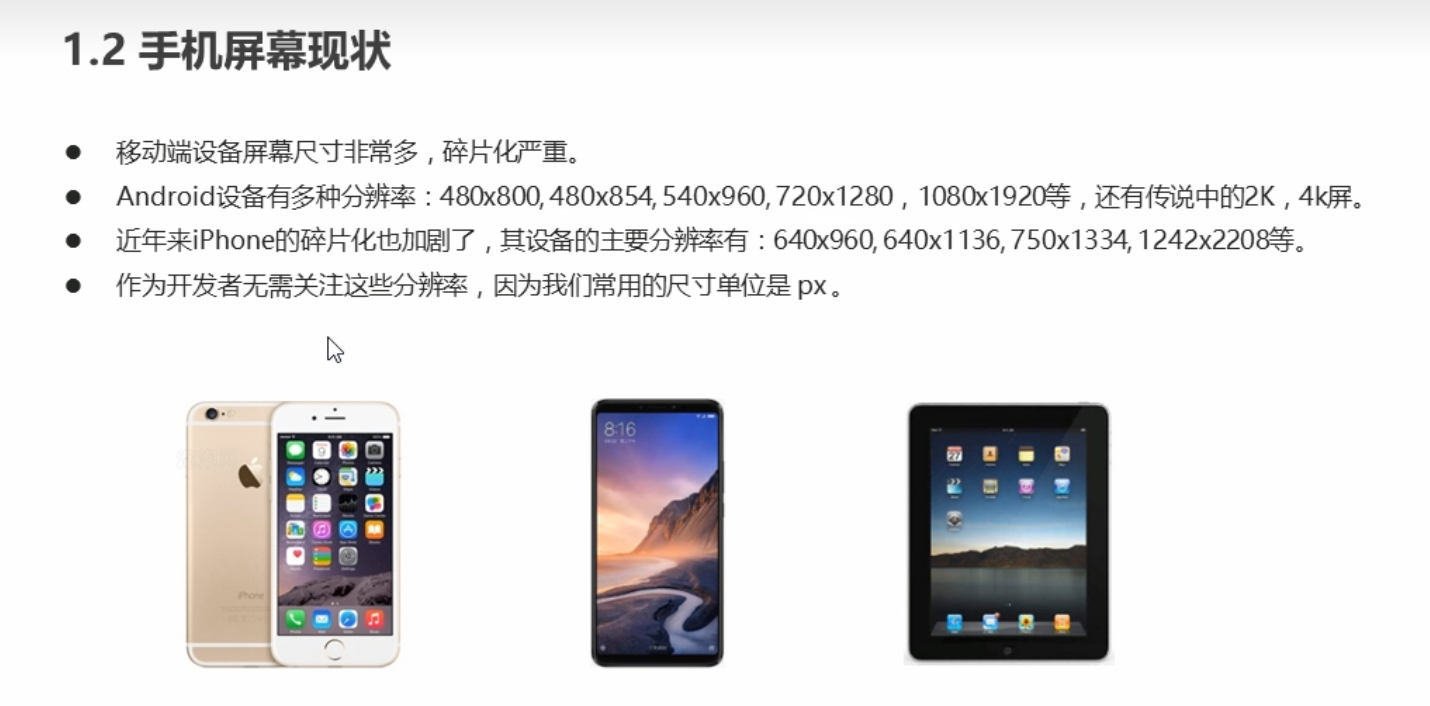 1.2 手机屏幕现状
移动端设备屏幕尺寸非常多，碎片化严重。
Android设备有多种分辨率：480x800, 480x854, 540x960, 720x1280，1080x1920等，还有传说中的2K，4k屏。
近年来iPhone的碎片化也加剧了，其设备的主要分辨率有：640x960, 640x1136, 750x1334, 1242x2208等。
作为开发者无需关注这些分辨率，因为我们常用的尺寸单位是 px 。
8:16
iPhone
27